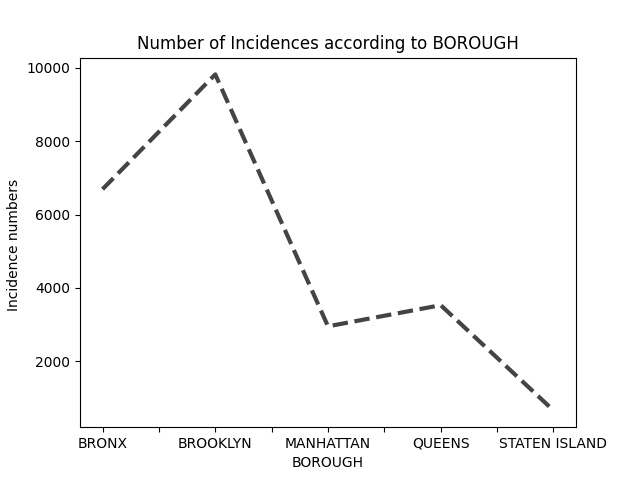 Number of Incidences according to BOROUGH
Incidence numbers
10000
8000
6000
4000
2000
BRONX BROOKLYN MANHATTAN QUEENS STATEN ISLAND
BOROUGH